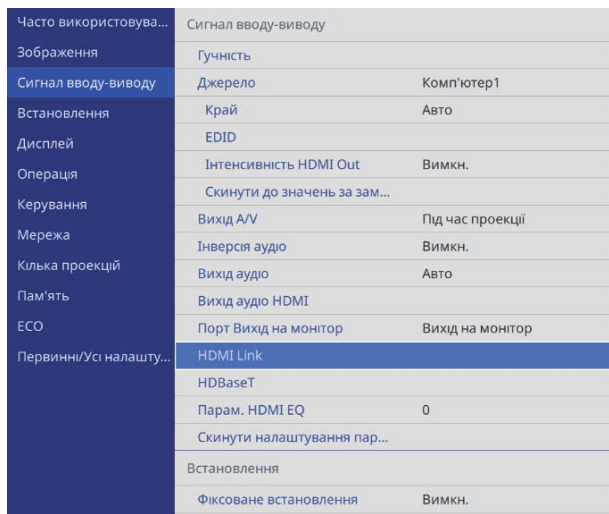 Часто використовува...
Зображення
Сигнал вводу-виводу
Встановлення
Дисплей
Операція
Керування
Мережа
Кілька проекцій
Пам'ять
ECO
Первинні/Усі налашту...
Сигнал вводу-виводу
Гучність
Джерело Комп'ютер1
Край Авто
EDID
Інтенсивність HDMI Out Вимкн.
Скинути до значень за зам...
Вихід A/V Під час проекції
Інверсія аудіо Вимкн.
Вихід аудіо Авто
Вихід аудіо HDMI
Порт Вихід на монітор Вихід на монітор
HDMI Link
HDBaseT
Парам. HDMI EQ 0
Скинути налаштування пар...
Встановлення
Фіксоване встановлення Вимкн.